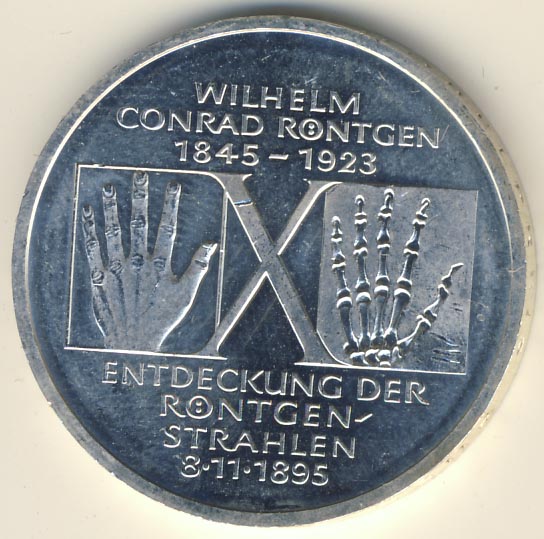 WILHELM
CONRAD RÖNTGEN
1845-1923
X
ENTDECKUNG DER
RÖNTGEN-
STRAHLEN
8·11·1895